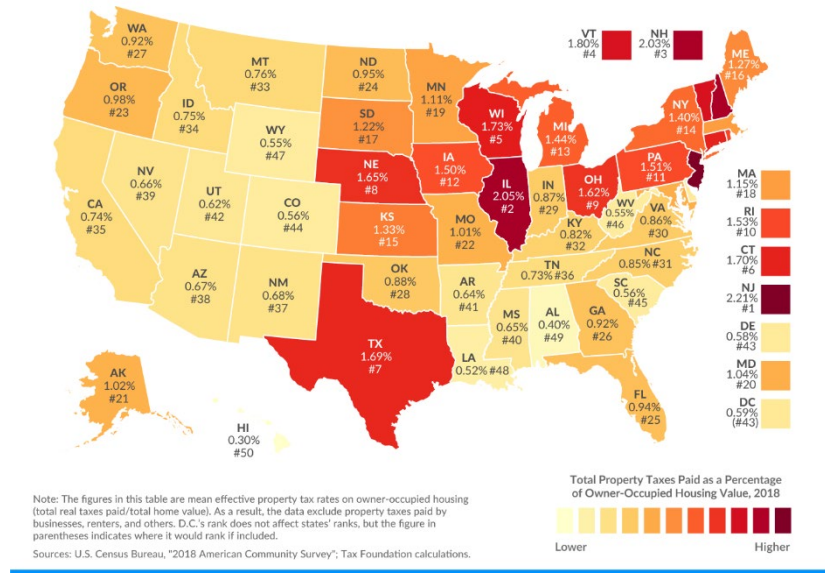 WA
0.92%
#27
OR
0.98%
#23
CA
0.74%
#35
NV
0.66%
#39
ID
0.75%
#34
MT
0.76%
#33
WY
0.55%
#47
UT
0.62%
#42
CO
0.56%
#44
AZ
0.67%
#38
NM
0.68%
#37
ND
0.95%
#24
SD
1.22%
#17
NE
1.65%
#8
KS
1.33%
#15
OK
0.88%
#28
TX
1.69%
#7
MN
1.11%
#19
IA
1.50%
#12
MO
1.01%
#22
AR
0.64%
#41
LA
0.52% #48
WI
1.73%
#5
IL
2.05%
#2
MI
1.44%
#13
IN
0.87%
#29
OH
1.62%
#9
KY
0.82%
#32
TN
0.73% #36
MS
0.65%
#40
AL
0.40%
#49
GA
0.92%
#26
FL
0.94%
#25
SC
0.56%
#45
NC
0.85% #31
VA
0.86%
#30
WV
0.55%
#46
PA
1.51%
#11
NY
1.40%
#14
VT
1.80%
#4
NH
2.03%
#3
ME
1.27%
#16
MA
1.15%
#18
RI
1.53%
#10
CT
1.70%
#6
NJ
2.21%
#1
DE
0.58%
#43
MD
1.04%
#20
DC
0.59%
(#43)
AK
1.02%
#21
HI
0.30%
#50
Note: The figures in this table are mean effective property tax rates on owner-occupied housing
(total real taxes paid/total home value). As a result, the data exclude property taxes paid by
businesses, renters, and others. D.C.'s rank does not affect states' ranks, but the figure in
parentheses indicates where it would rank if included.
Sources: U.S. Census Bureau, "2018 American Community Survey"; Tax Foundation calculations.
Total Property Taxes Paid as a Percentage
of Owner-Occupied Housing Value, 2018
Lower
Higher